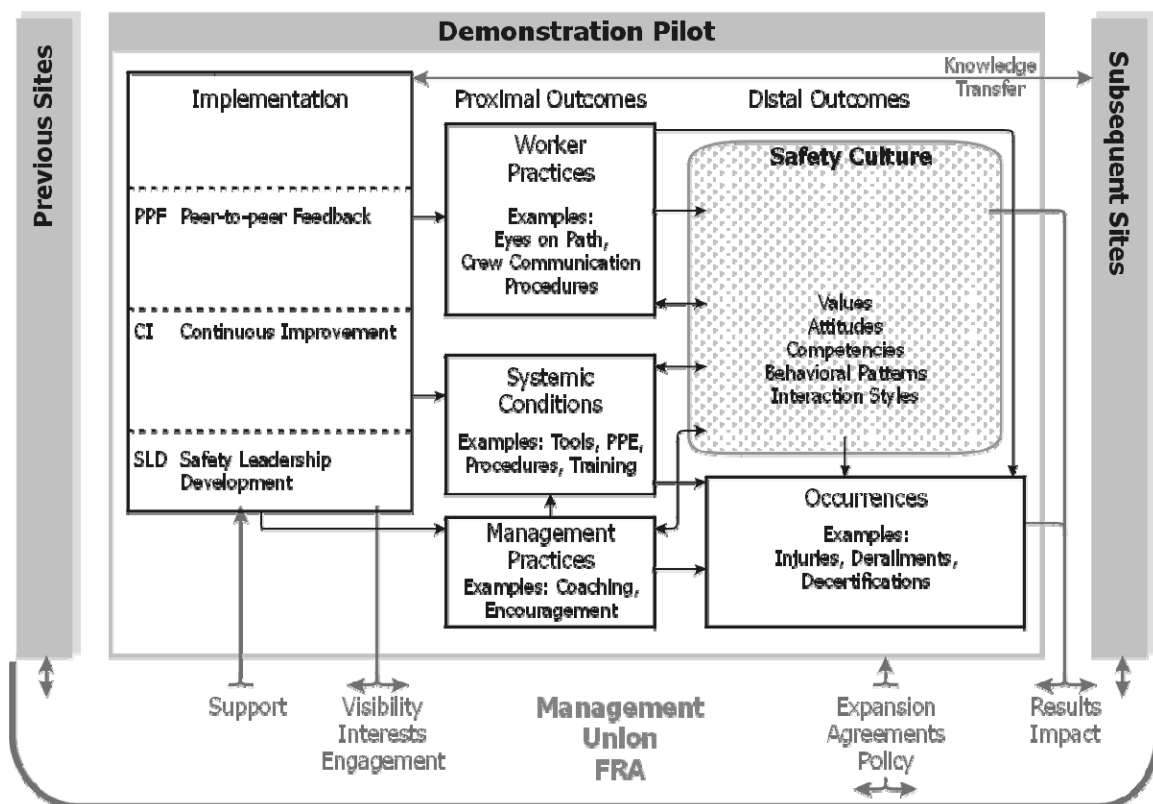 Demonstration Pilot
Previous Sites
Subsequent Sites
Knowledge
Transfer
Implementation
PPF Peer-to-peer Feedback
CI Continuous Improvement
SLD Safety Leadership
Development
Proximal Outcomes
Worker
Practices
Examples:
Eyes on Path,
Crew Communication
Procedures
Systemic
Conditions
Examples: Tools, PPE,
Procedures, Training
Management
Practices
Examples: Coaching,
Encouragement
Distal Outcomes
Safety Culture
Values
Attitudes
Competencies
Behavioral Patterns
Interaction Styles
Occurrences
Examples:
Injuries, Derailments,
Decertifications
Support
Visibility
Interests
Engagement
Management
Union
FRA
Expansion
Agreements
Policy
Results
Impact